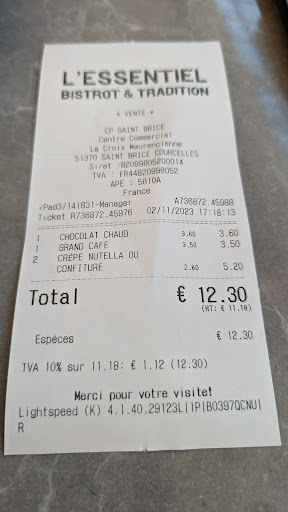 L'ESSENTIEL
BISTROT & TRADITION
* VENTE *
CP SAINT BRICE
Centre Commercial
La Croix Maurencienne
51370 SAINT BRICE COURCELLES
Siret :82099805200014
TVA : FR44820998052
APE : 5610A
France
iPad3/141831-Manager A736872.45988
Ticket R736872.45976 02/11/2023 17:18:13
1 CHOCOLAT CHAUD 3.60 3.60
1 GRAND CAFE 3.50 3.50
2 CRÊPE NUTELLA OU
CONFITURE 2.60 5.20
Total € 12.30
(HT: € 11.18)
Espèces € 12.30
TVA 10% sur 11.18: € 1.12 (12.30)
Merci pour votre visite!
Lightspeed (K) 4.1.40.29123L|1P|B0397QCNU|
R